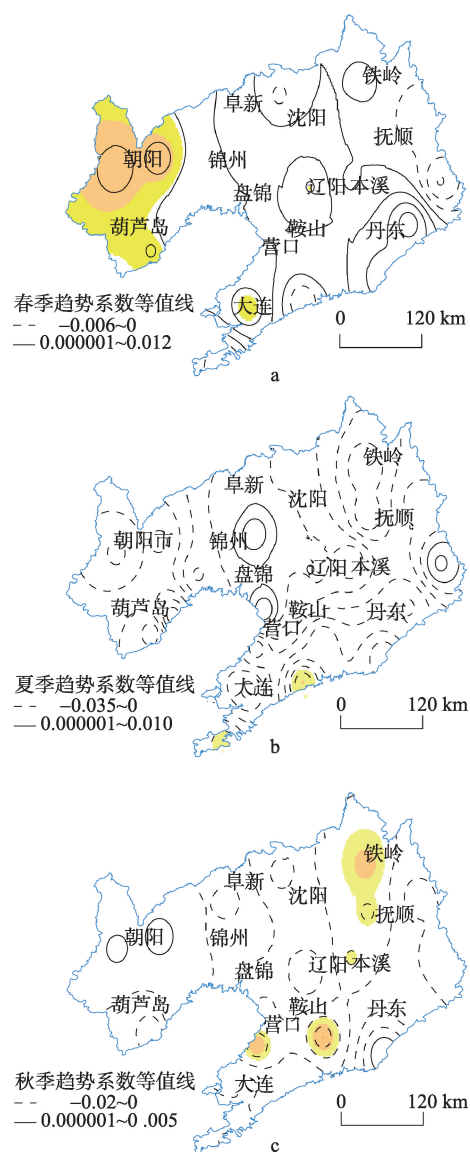 铁岭
阜新
沈阳
抚顺
朝阳
锦州
盘锦
辽阳
本溪
葫芦岛
鞍山
丹东
营口
大连
春季趋势系数等值线
-0.006~0
0.000001~0.012
0 120 km
a
铁岭
阜新
沈阳
抚顺
朝阳市
锦州
盘锦
辽阳
本溪
葫芦岛
鞍山
丹东
营口
大连
夏季趋势系数等值线
-0.035~0
0.000001~0.010
0 120 km
b
铁岭
阜新
沈阳
抚顺
朝阳
锦州
盘锦
辽阳
本溪
葫芦岛
鞍山
丹东
营口
大连
秋季趋势系数等值线
-0.02~0
0.000001~0 .005
0 120 km
c